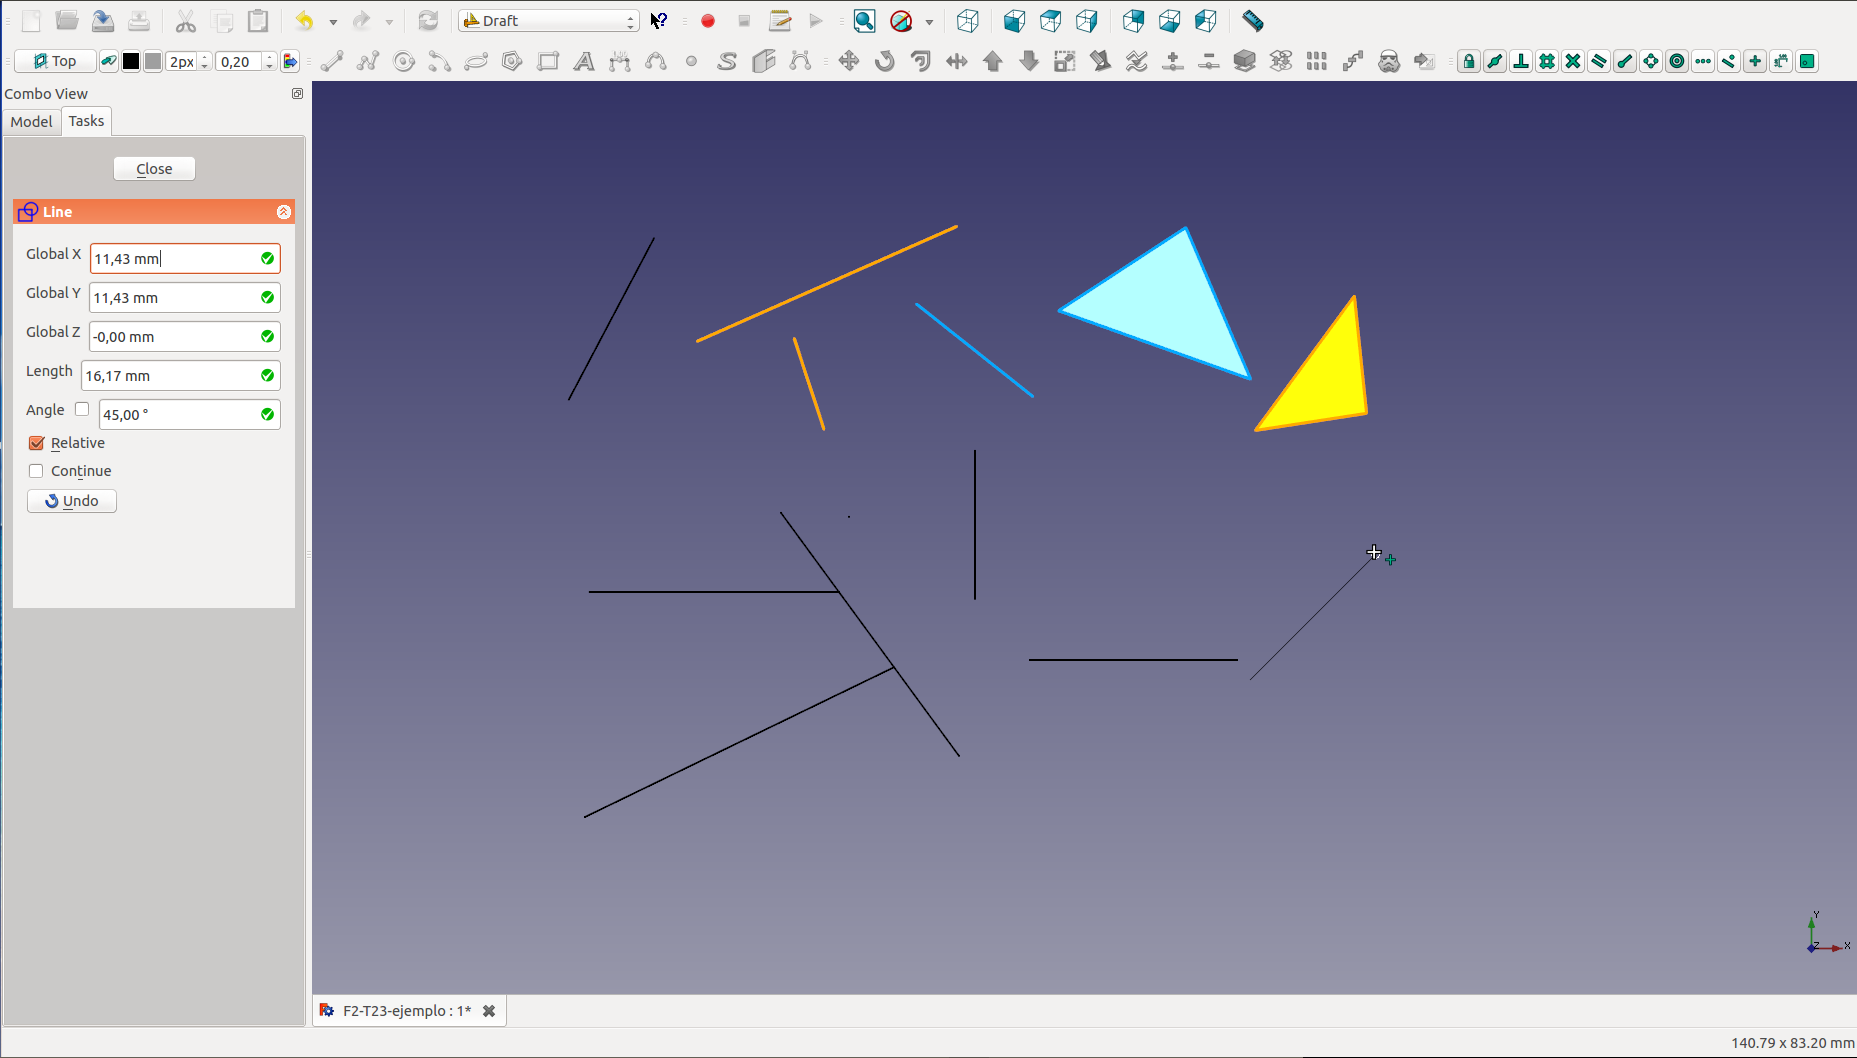 Draft
Top
2px
0,20
Combo View
Model
Tasks
Close
Line
Global X
11,43 mm
Global Y
11,43 mm
Global Z
-0,00 mm
Length
16,17 mm
Angle
45,00 °
Relative
Continue
Undo
Y
Z
X
F2-T23-ejemplo : 1*
140.79 x 83.20 mm